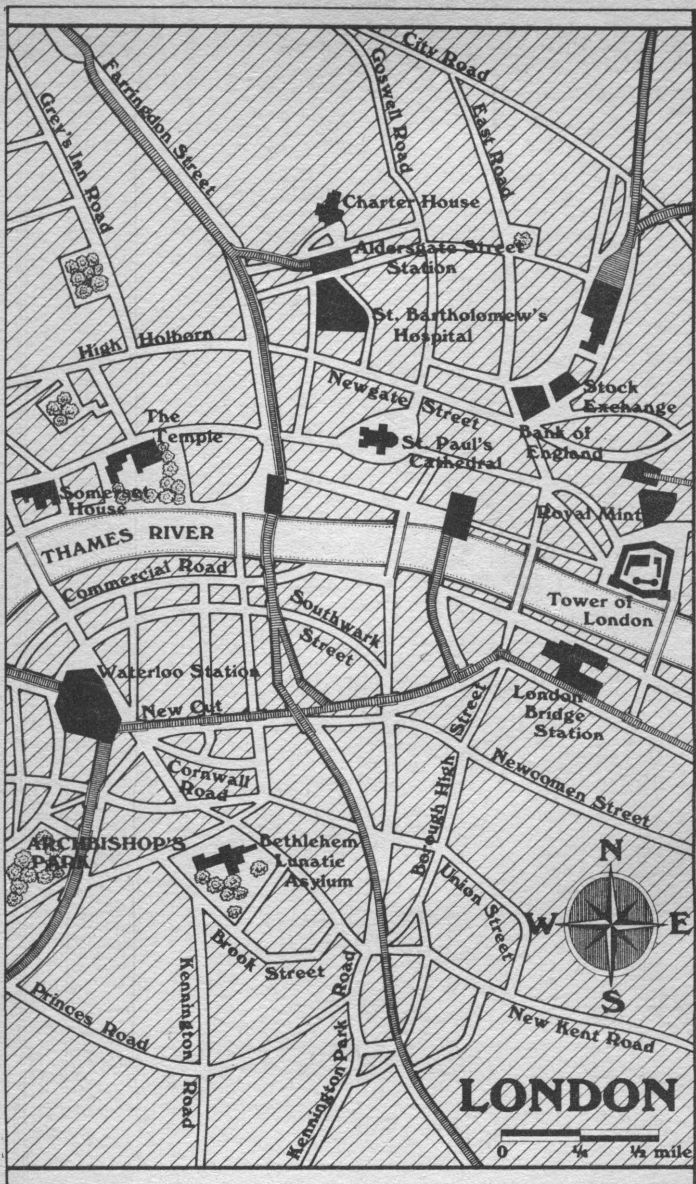 City Road
Goswell Road
East Road
Farringdon Street
Grey's Inn Road
Charter House
Aldersgate Street
Station
St. Bartholomew's
Hospital
High Holborn
Newgate Street
Stock
Exchange
Bank of
England
The
Temple
St. Paul's
Cathedral
Somerset
House
Royal Mint
THAMES RIVER
Commercial Road
Tower of
London
Southwark
Street
Waterloo Station
New Cut
London
Bridge
Station
Cornwall
Road
Borough High Street
Newcomen Street
ARCHBISHOP'S
PARK
Bethlehem
Lunatic
Asylum
Union Street
N
W E
S
Brook
Street
Kennington Road
Princes Road
Kennington Park Road
New Kent Road
LONDON
0 ¼ ½ mile